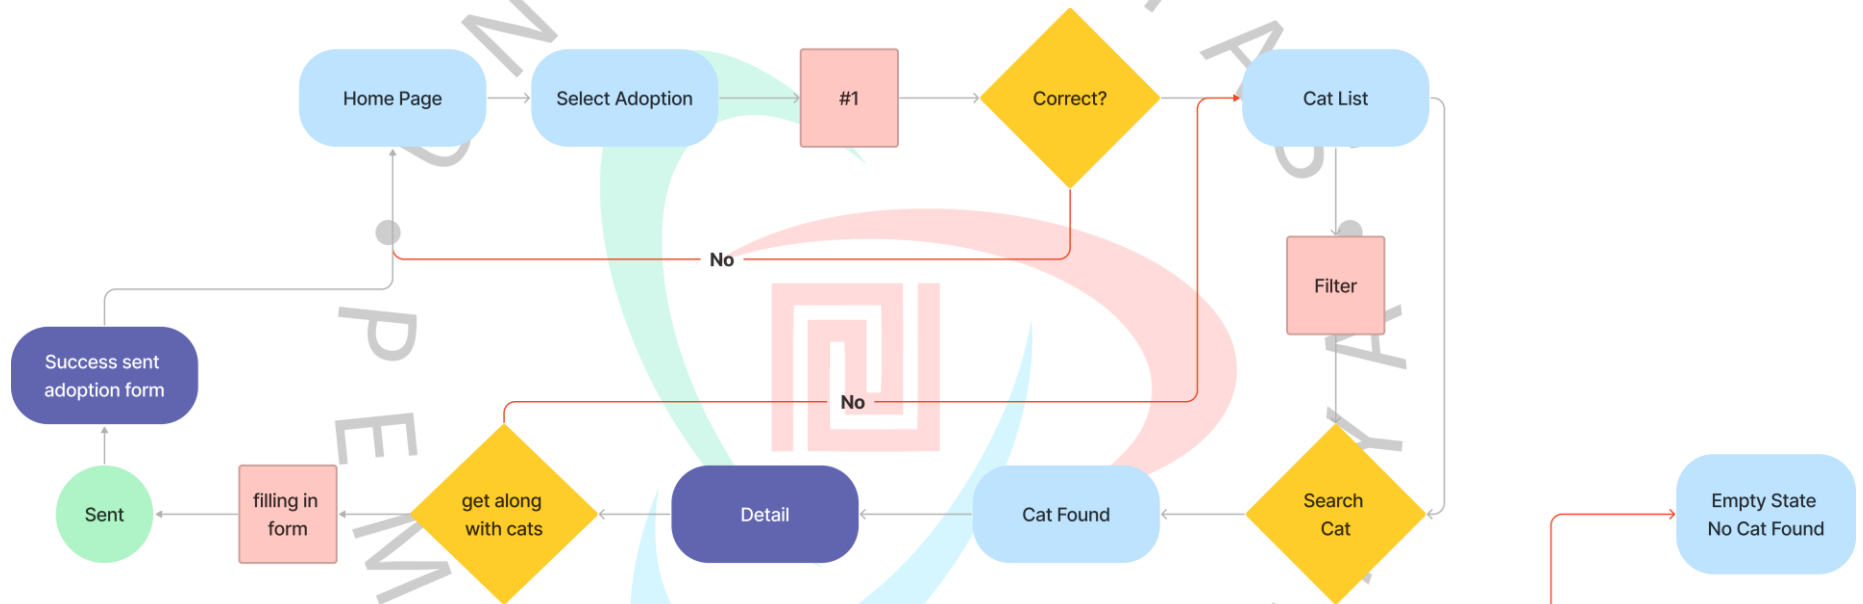 Home Page
Select Adoption
#1
Correct?
Cat List
No
Filter
Success sent
adoption form
No
Sent
filling in
form
get along
with cats
Detail
Cat Found
Search
Cat
Empty State
No Cat Found